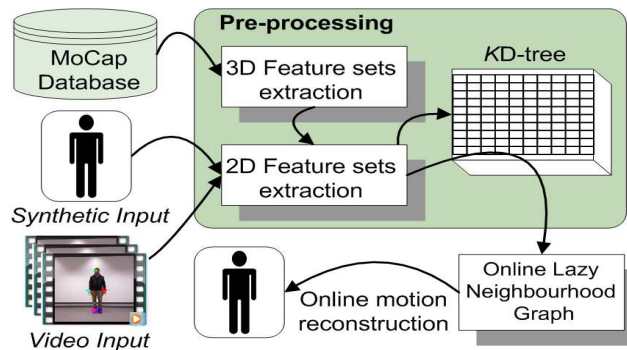 Pre-processing
MoCap
Database
3D Feature sets
extraction
KD-tree
2D Feature sets
extraction
Synthetic Input
Video Input
Online motion
reconstruction
Online Lazy
Neighbourhood
Graph